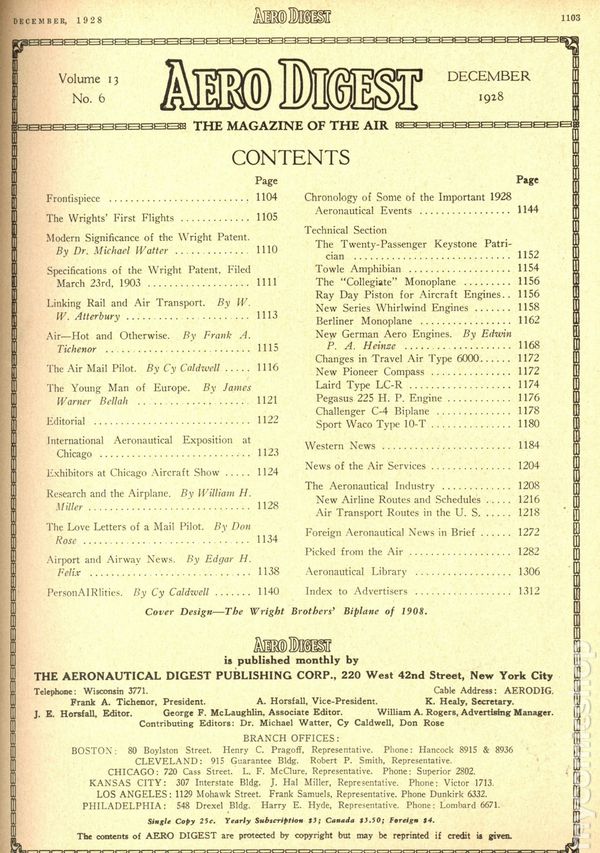 DECEMBER, 1928
AERO DIGEST
1103
Volume 13
No. 6
AERO DIGEST
DECEMBER
1928
THE MAGAZINE OF THE AIR
CONTENTS
Page
Frontispiece .......................... 1104
The Wrights' First Flights ............ 1105
Modern Significance of the Wright Patent.
By Dr. Michael Watter ............. 1110
Specifications of the Wright Patent, Filed
March 23rd, 1903 .................. 1111
Linking Rail and Air Transport. By W.
W. Atterbury ...................... 1113
Air—Hot and Otherwise. By Frank A.
Tichenor .......................... 1115
The Air Mail Pilot. By Cy Caldwell ..... 1116
The Young Man of Europe. By James
Warner Bellah ..................... 1121
Editorial ............................. 1122
International Aeronautical Exposition at
Chicago ........................... 1123
Exhibitors at Chicago Aircraft Show ..... 1124
Research and the Airplane. By William H.
Miller ............................ 1128
The Love Letters of a Mail Pilot. By Don
Rose .............................. 1134
Airport and Airway News. By Edgar H.
Felix ............................. 1138
PersonAIRlities. By Cy Caldwell ....... 1140
Page
Chronology of Some of the Important 1928
Aeronautical Events ................ 1144
Technical Section
The Twenty-Passenger Keystone Patri-
cian ............................. 1152
Towle Amphibian .................. 1154
The "Collegiate" Monoplane ......... 1156
Ray Day Piston for Aircraft Engines.. 1156
New Series Whirlwind Engines ....... 1158
Berliner Monoplane ................ 1162
New German Aero Engines. By Edwin
P. A. Heinze ..................... 1168
Changes in Travel Air Type 6000...... 1172
New Pioneer Compass .............. 1172
Laird Type LC-R .................. 1174
Pegasus 225 H. P. Engine ........... 1176
Challenger C-4 Biplane ............. 1178
Sport Waco Type 10-T .............. 1180
Western News ........................ 1184
News of the Air Services ............... 1204
The Aeronautical Industry ............. 1208
New Airline Routes and Schedules ..... 1216
Air Transport Routes in the U. S. ..... 1218
Foreign Aeronautical News in Brief ...... 1272
Picked from the Air ................... 1282
Aeronautical Library .................. 1306
Index to Advertisers ................... 1312
Cover Design—The Wright Brothers' Biplane of 1908.
AERO DIGEST
is published monthly by
THE AERONAUTICAL DIGEST PUBLISHING CORP., 220 West 42nd Street, New York City
Telephone: Wisconsin 3771. Cable Address: AERODIG.
Frank A. Tichenor, President. A. Horsfall, Vice-President. K. Healy, Secretary.
J. E. Horsfall, Editor. George F. McLaughlin, Associate Editor. William A. Rogers, Advertising Manager.
Contributing Editors: Dr. Michael Watter, Cy Caldwell, Don Rose
BRANCH OFFICES:
BOSTON: 80 Boylston Street. Henry C. Pragoff, Representative. Phone: Hancock 8915 & 8936
CLEVELAND: 915 Guarantee Bldg. Robert P. Smith, Representative.
CHICAGO: 720 Cass Street. L. F. McClure, Representative. Phone: Superior 2802.
KANSAS CITY: 307 Interstate Bldg. J. Hal Miller, Representative. Phone: Victor 1713.
LOS ANGELES: 1129 Mohawk Street. Frank Samuels, Representative. Phone Dunkirk 6332.
PHILADELPHIA: 548 Drexel Bldg. Harry E. Hyde, Representative. Phone: Lombard 6671.
Single Copy 25c. Yearly Subscription $3; Canada $3.50; Foreign $4.
The contents of AERO DIGEST are protected by copyright but may be reprinted if credit is given.
mycomicshop